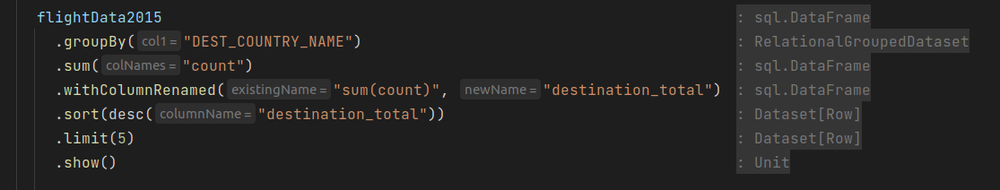 flightData2015 : sql.DataFrame
.groupBy( col1 = "DEST_COUNTRY_NAME") : RelationalGroupedDataset
.sum( colNames = "count") : sql.DataFrame
.withColumnRenamed( existingName = "sum(count)", newName = "destination_total") : sql.DataFrame
.sort(desc( columnName = "destination_total")) : Dataset[Row]
.limit(5) : Dataset[Row]
.show() : Unit